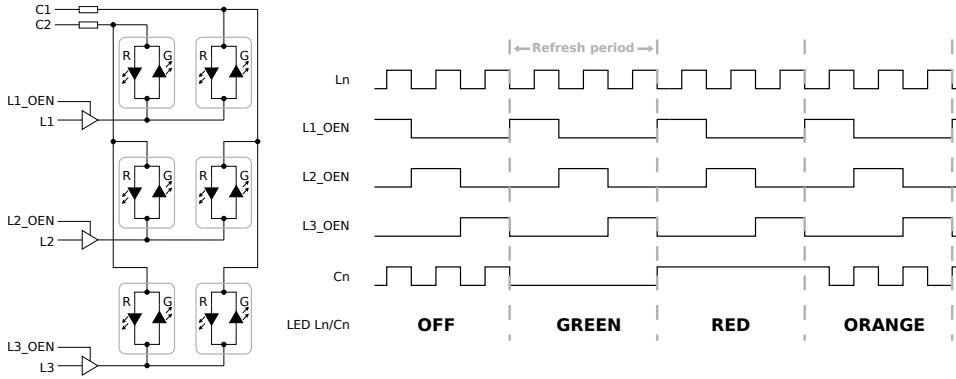 C1
C2
R G R G
L1_OEN
L1
R G R G
L2_OEN
L2
R G R G
L3_OEN
L3
Refresh period
Ln
L1_OEN
L2_OEN
L3_OEN
Cn
LED Ln/Cn OFF GREEN RED ORANGE